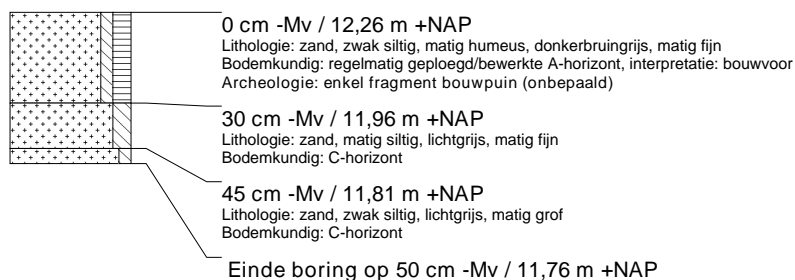 0 cm -Mv / 12,26 m +NAP
Lithologie: zand, zwak siltig, matig humeus, donkerbruingrijs, matig fijn
Bodemkundig: regelmatig geploegd/bewerkte A-horizont, interpretatie: bouwvoor
Archeologie: enkel fragment bouwpuin (onbepaald)
30 cm -Mv / 11,96 m +NAP
Lithologie: zand, matig siltig, lichtgrijs, matig fijn
Bodemkundig: C-horizont
45 cm -Mv / 11,81 m +NAP
Lithologie: zand, zwak siltig, lichtgrijs, matig grof
Bodemkundig: C-horizont
Einde boring op 50 cm -Mv / 11,76 m +NAP